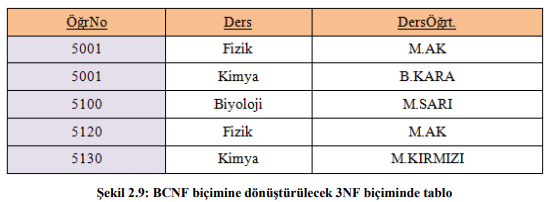 ÖğrNo Ders DersÖğrt.
5001 Fizik M.AK
5001 Kimya B.KARA
5100 Biyoloji M.SARI
5120 Fizik M.AK
5130 Kimya M.KIRMIZI
Şekil 2.9: BCNF biçimine dönüştürülecek 3NF biçiminde tablo